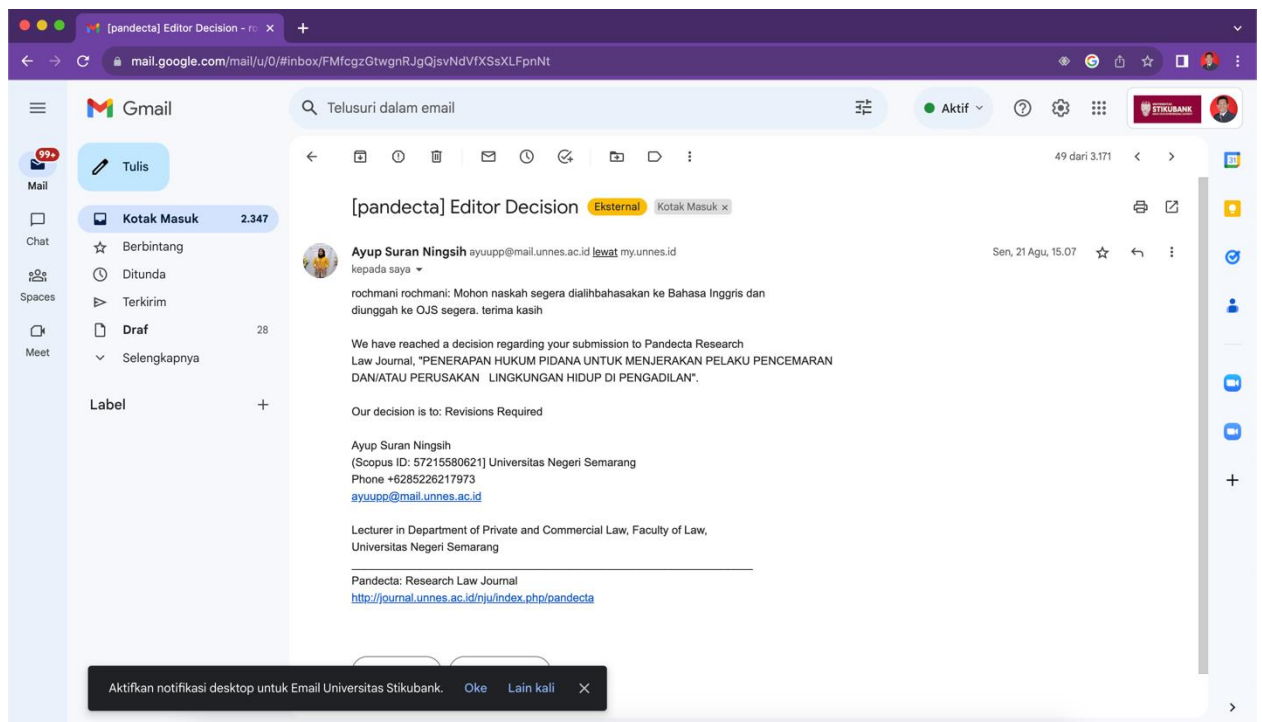 [pandecta] Editor Decision - ro
mail.google.com/mail/u/0/#inbox/FMfcgzGtwgnRJgQjsvNdVfXSsXLFpnNt
Gmail
Telusuri dalam email
Aktif
STIKUBANK
99+
Mail
Chat
Spaces
Meet
Tulis
Kotak Masuk 2.347
Berbintang
Ditunda
Terkirim
Draf 28
Selengkapnya
Label
49 dari 3.171
31
[pandecta] Editor Decision Eksternal Kotak Masuk x
Ayup Suran Ningsih ayuupp@mail.unnes.ac.id lewat my.unnes.id
Sen, 21 Agu, 15.07
kepada saya
rochmani rochmani: Mohon naskah segera dialihbahasakan ke Bahasa Inggris dan
diunggah ke OJS segera. terima kasih
We have reached a decision regarding your submission to Pandecta Research
Law Journal, "PENERAPAN HUKUM PIDANA UNTUK MENJERAKAN PELAKU PENCEMARAN
DAN/ATAU PERUSAKAN LINGKUNGAN HIDUP DI PENGADILAN".
Our decision is to: Revisions Required
Ayup Suran Ningsih
(Scopus ID: 57215580621] Universitas Negeri Semarang
Phone +6285226217973
ayuupp@mail.unnes.ac.id
Lecturer in Department of Private and Commercial Law, Faculty of Law,
Universitas Negeri Semarang
Pandecta: Research Law Journal
http://journal.unnes.ac.id/nju/index.php/pandecta
Aktifkan notifikasi desktop untuk Email Universitas Stikubank. Oke Lain kali